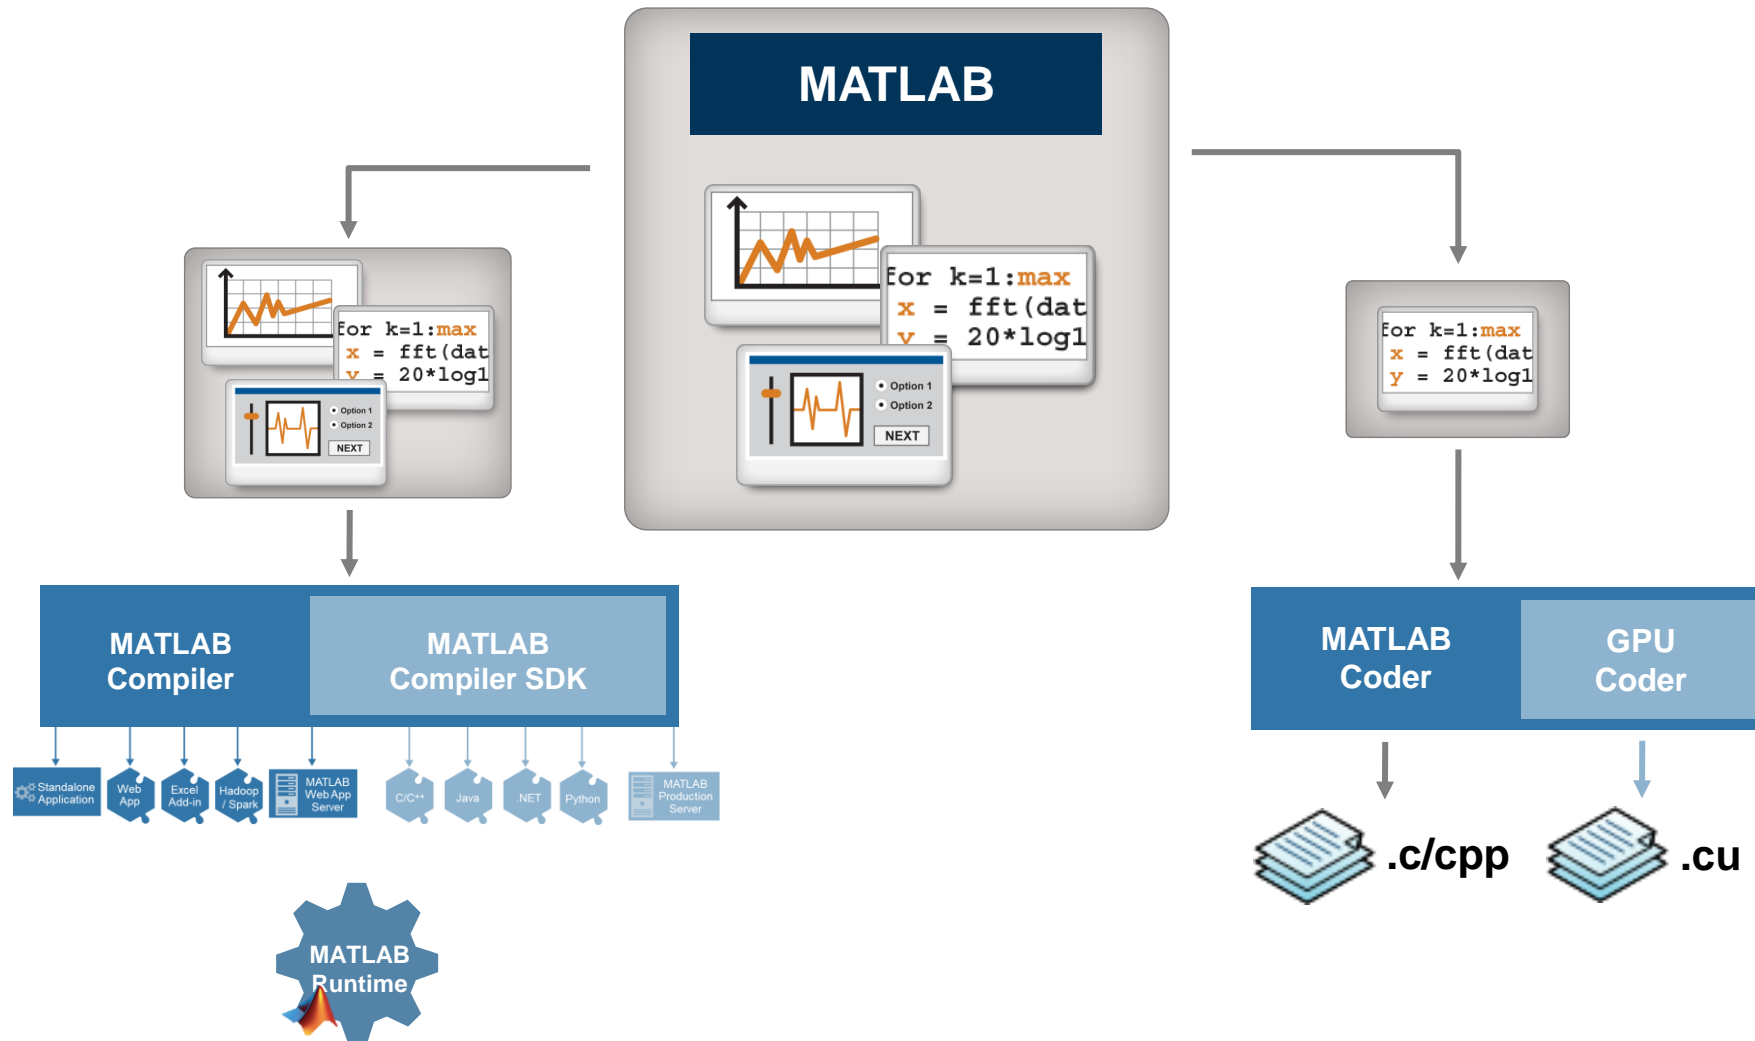 MATLAB
for k=1:max
x = fft(dat
y = 20*log1
Option 1
Option 2
NEXT
for k=1:max
x = fft(dat
y = 20*log1
Option 1
Option 2
NEXT
for k=1:max
x = fft(dat
y = 20*log1
MATLAB
Compiler
MATLAB
Compiler SDK
MATLAB
Coder
GPU
Coder
Standalone
Application
Web
App
Excel
Add-in
Hadoop
/ Spark
MATLAB
Web App
Server
C/C++
Java
.NET
Python
MATLAB
Production
Server
.c/cpp
.cu
MATLAB
Runtime